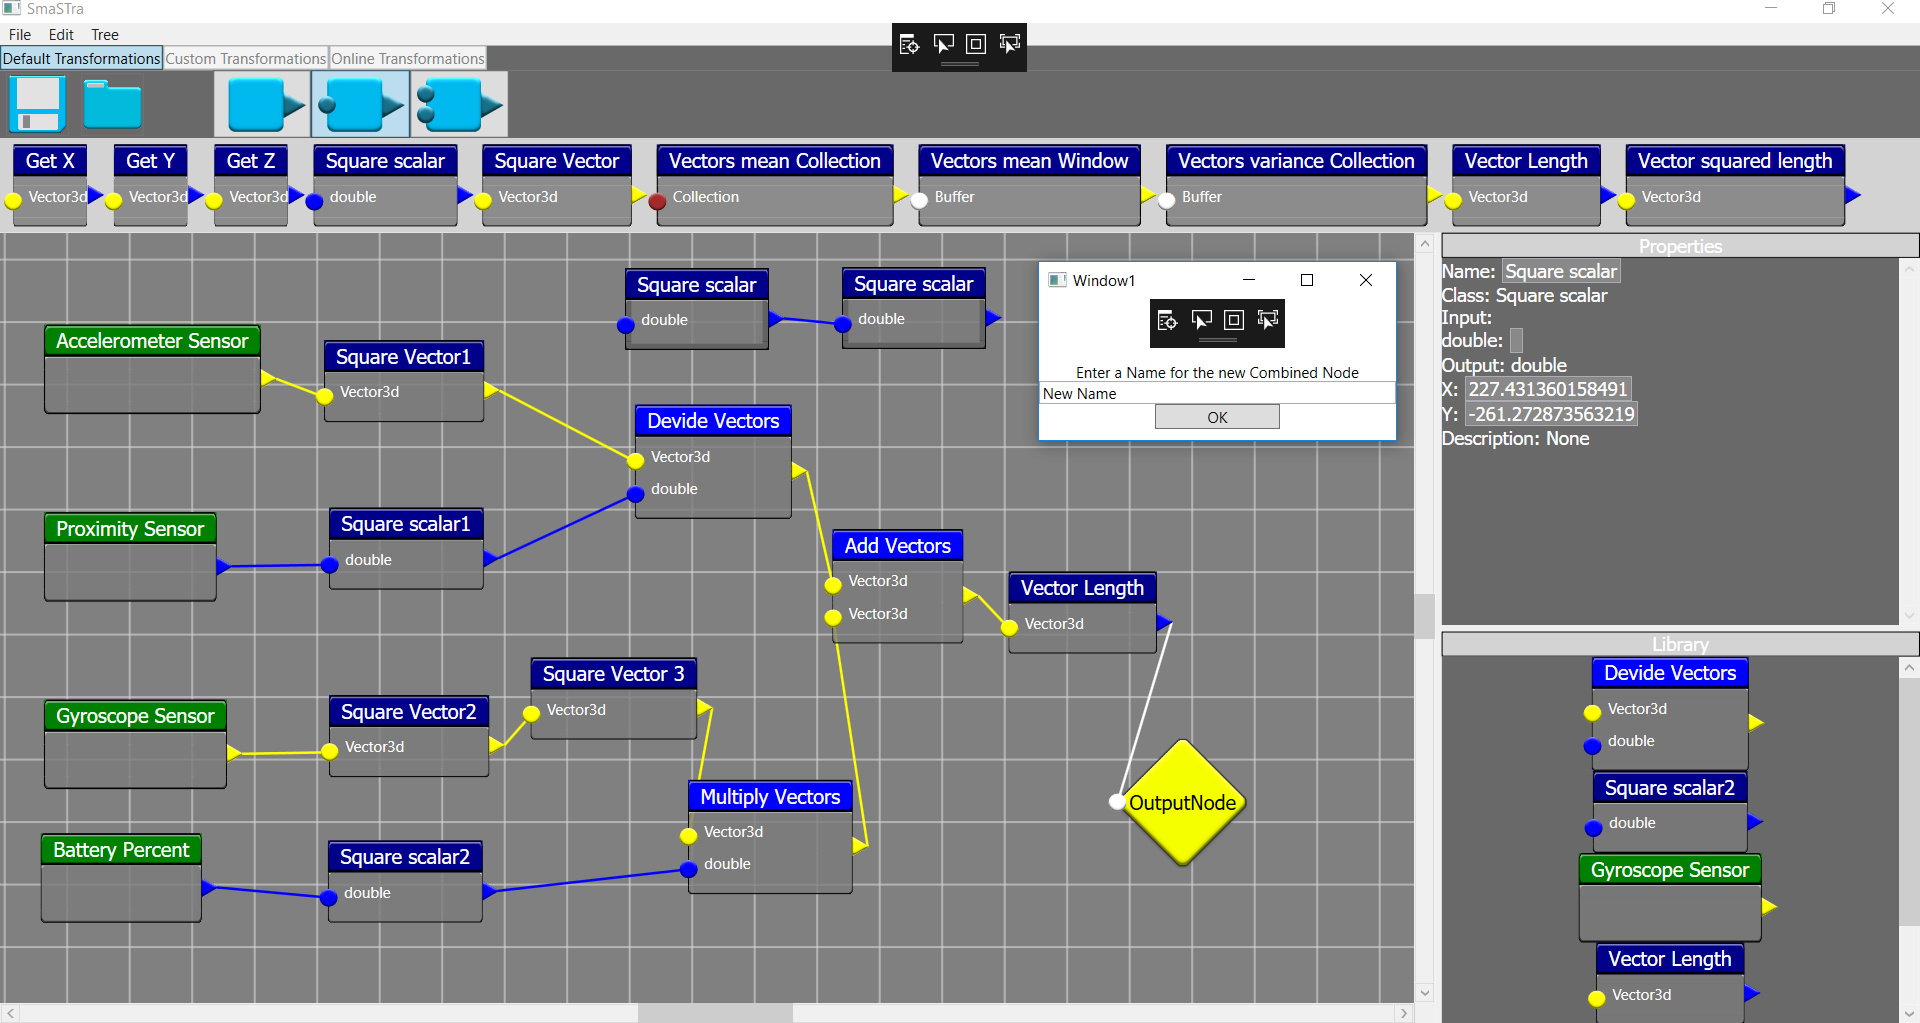 SmaSTra
File Edit Tree
Default Transformations Custom Transformations Online Transformations
Get X Get Y Get Z Square scalar Square Vector Vectors mean Collection Vectors mean Window Vectors variance Collection Vector Length Vector squared length
Vector3d Vector3d Vector3d double Vector3d Collection Buffer Buffer Vector3d Vector3d
Square scalar
double
Square scalar
double
Accelerometer Sensor
Square Vector1
Vector3d
Devide Vectors
Vector3d
double
Proximity Sensor
Square scalar1
double
Add Vectors
Vector3d
Vector3d
Vector Length
Vector3d
Gyroscope Sensor
Square Vector2
Vector3d
Square Vector 3
Vector3d
Multiply Vectors
Vector3d
double
Battery Percent
Square scalar2
double
OutputNode
Window1
Enter a Name for the new Combined Node
New Name
OK
Properties
Name: Square scalar
Class: Square scalar
Input:
double:
Output: double
X: 227.431360158491
Y: -261.272873563219
Description: None
Library
Devide Vectors
Vector3d
double
Square scalar2
double
Gyroscope Sensor
Vector Length
Vector3d